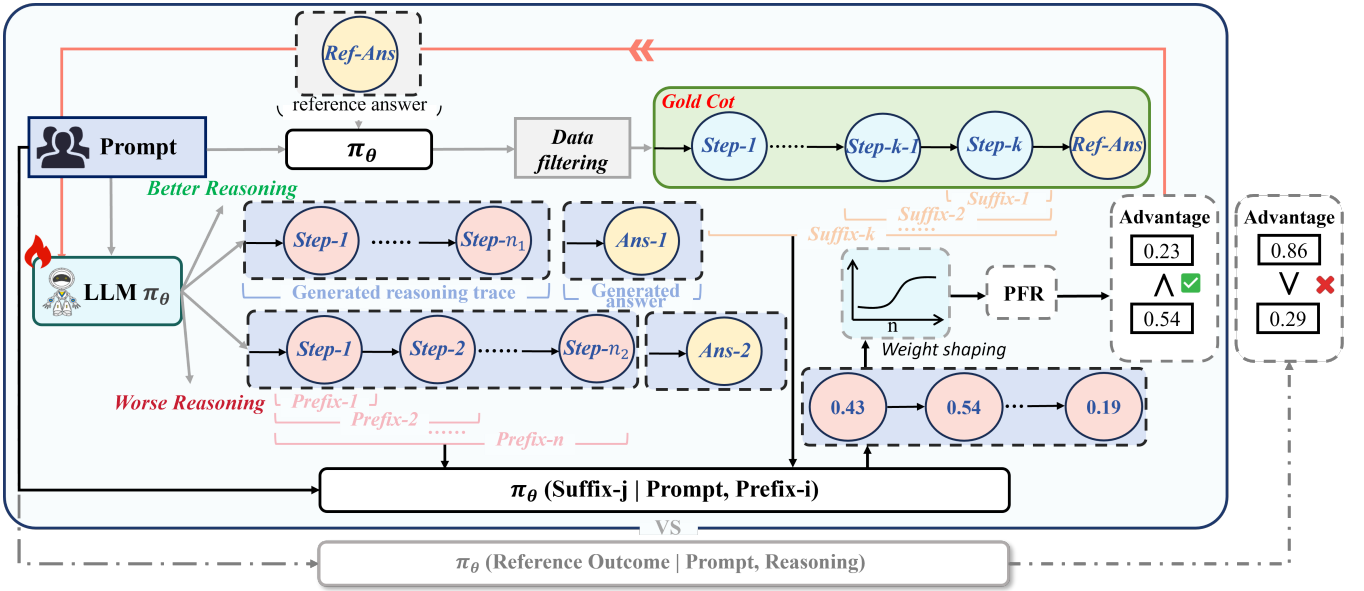 Ref-Ans
reference answer
Prompt
π_θ
Data
filtering
Gold Cot
Step-1
......
Step-k-1
Step-k
Ref-Ans
Suffix-1
Suffix-2
......
Suffix-k
Better Reasoning
Step-1
......
Step-n₁
Ans-1
Generated reasoning trace
Generated
answer
LLM π_θ
Step-1
Step-2
......
Step-n₂
Ans-2
Worse Reasoning
Prefix-1
Prefix-2
......
Prefix-n
n
Weight shaping
PFR
0.43
0.54
...
0.19
Advantage
0.23
∧
0.54
Advantage
0.86
∨
0.29
π_θ (Suffix-j | Prompt, Prefix-i)
VS
π_θ (Reference Outcome | Prompt, Reasoning)